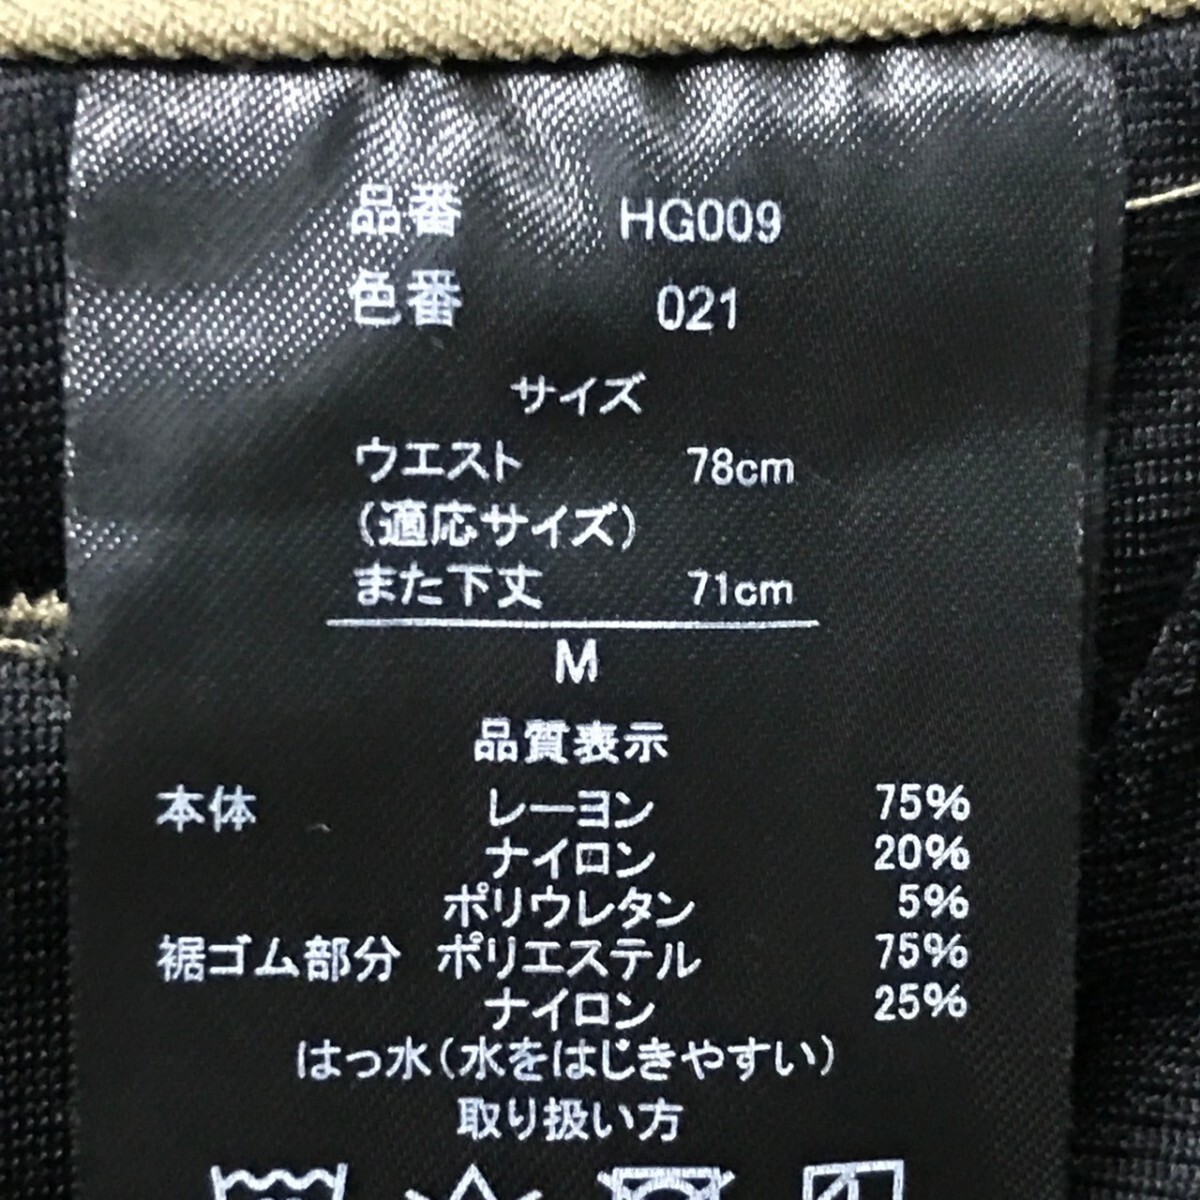 品番 HG009
色番 021
サイズ
ウエスト 78cm
(適応サイズ)
また下丈 71cm
M
品質表示
本体 レーヨン 75%
ナイロン 20%
ポリウレタン 5%
裾ゴム部分 ポリエステル 75%
ナイロン 25%
はっ水(水をはじきやすい)
取り扱い方